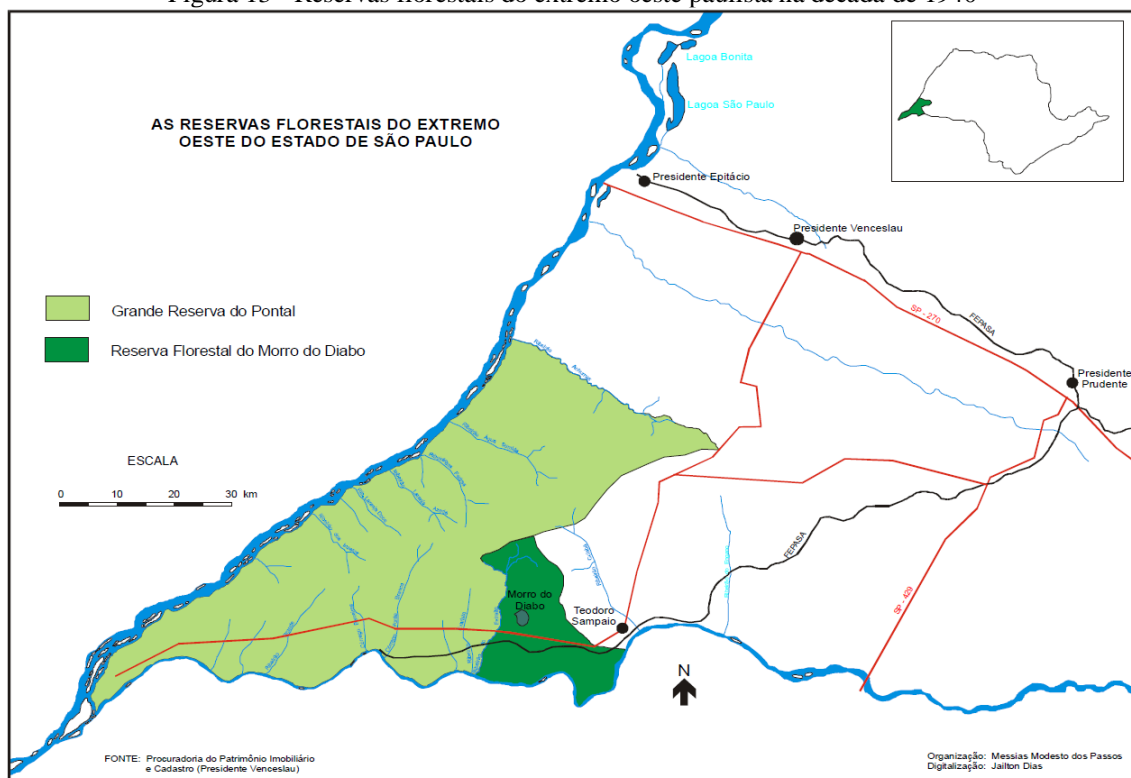 Figura 13 - Reservas florestais do extremo oeste paulista na década de 1940
Lagoa Bonita
Lagoa São Paulo
AS RESERVAS FLORESTAIS DO EXTREMO
OESTE DO ESTADO DE SÃO PAULO
Presidente Epitácio
Presidente Venceslau
Grande Reserva do Pontal
Reserva Florestal do Morro do Diabo
FEPASA
SP - 270
Presidente
Prudente
ESCALA
0 10 20 30 km
FEPASA
SP - 429
Morro do
Diabo
Teodoro
Sampaio
N
FONTE: Procuradoria do Patrimônio Imobiliário
e Cadastro (Presidente Venceslau)
Organização: Messias Modesto dos Passos
Digitalização: Jailton Dias